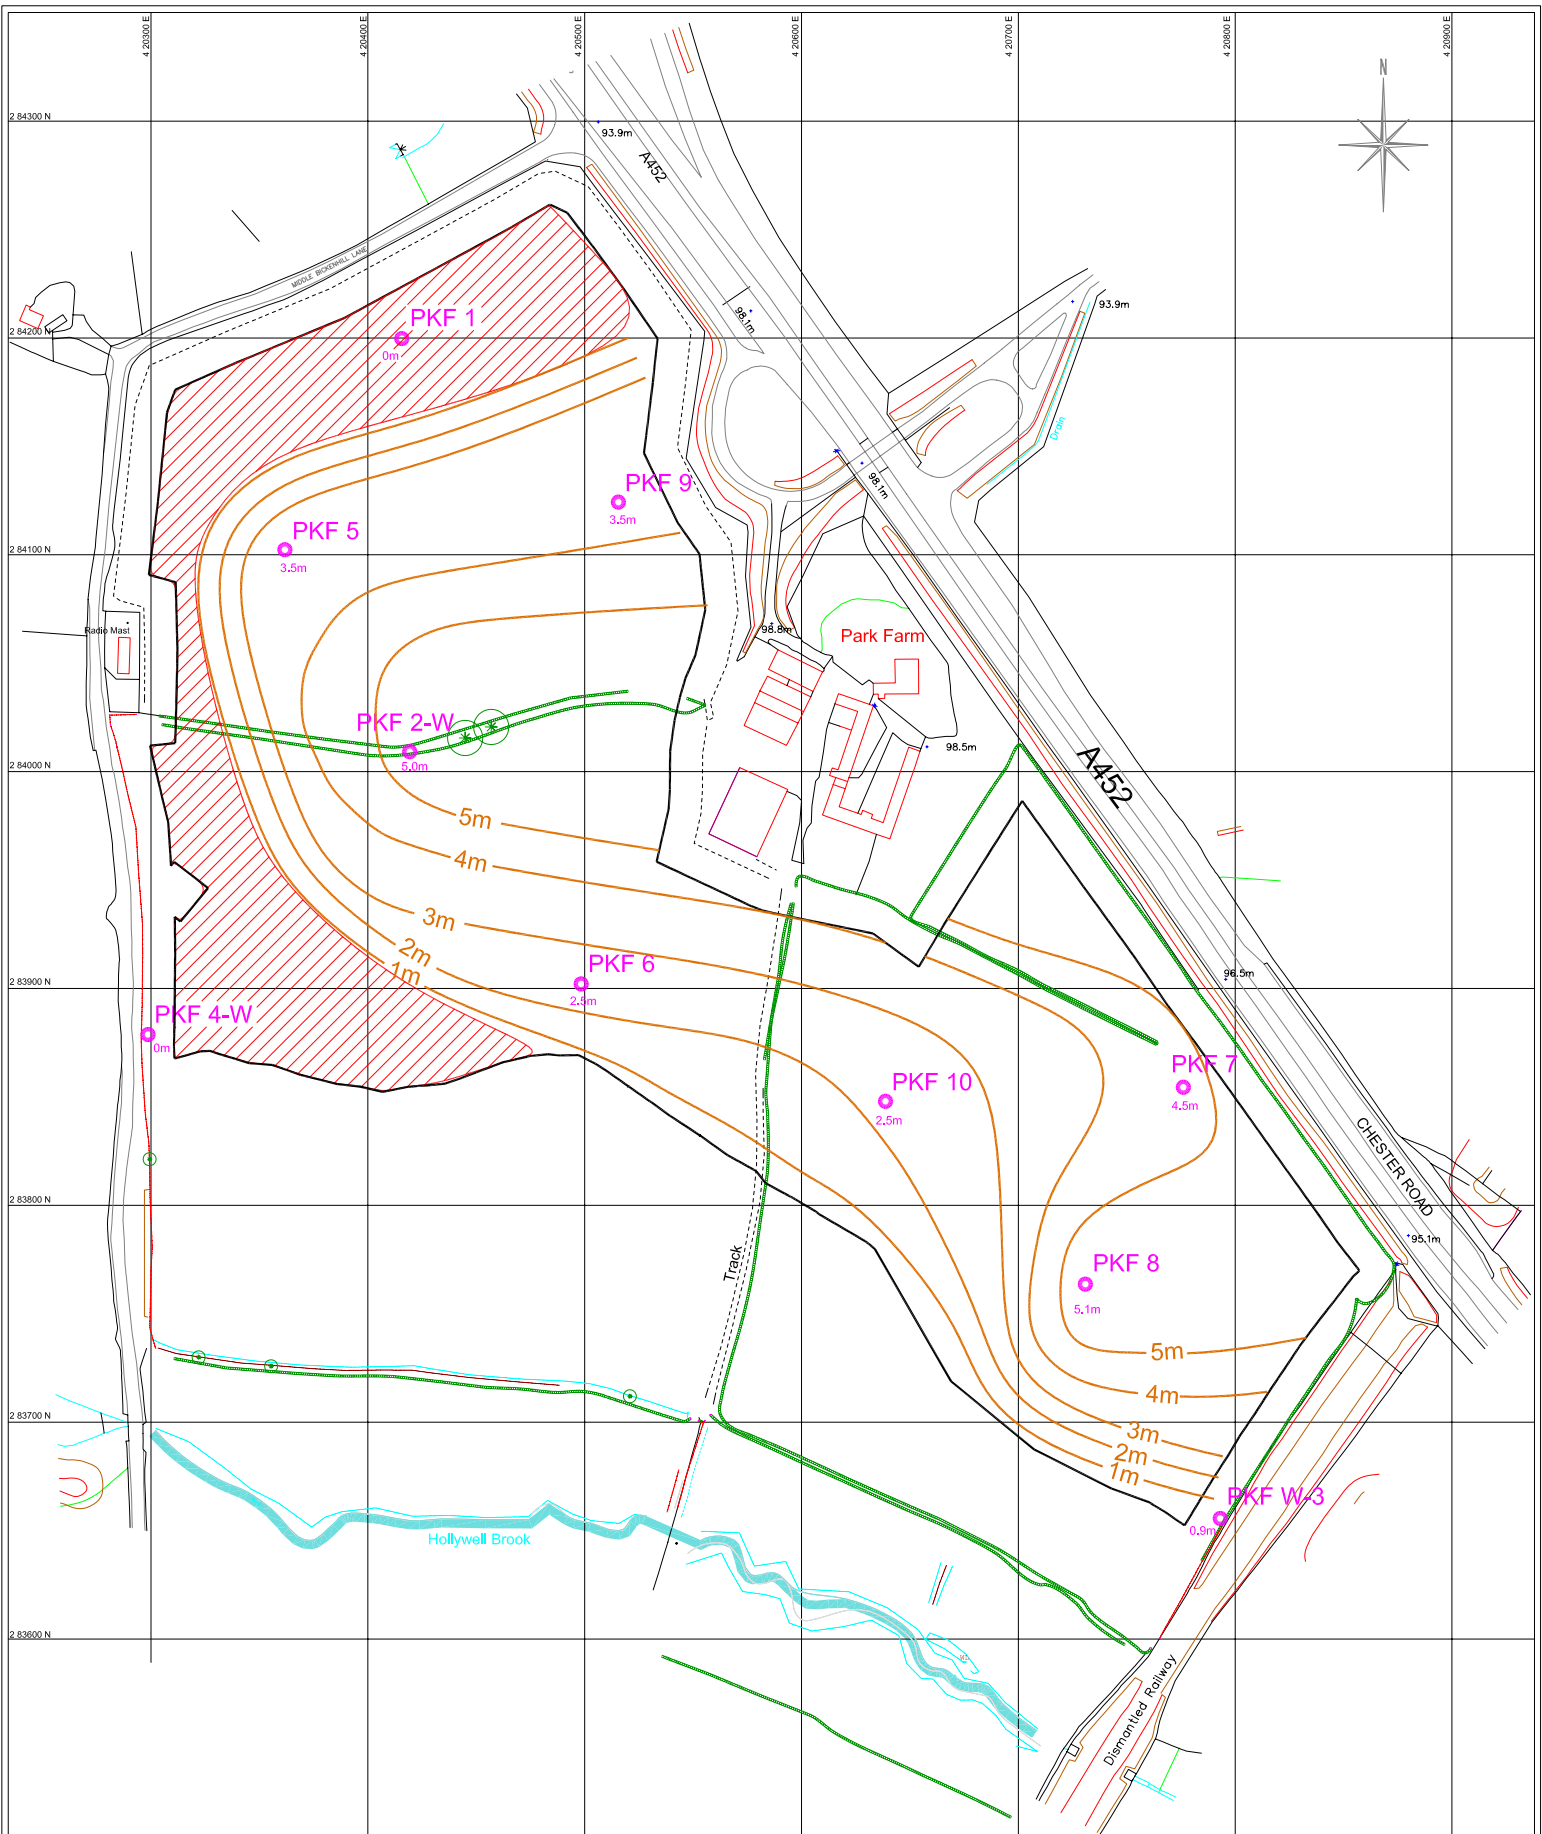 4 20300 E
4 20400 E
4 20500 E
4 20600 E
4 20700 E
4 20800 E
4 20900 E
N
2 84300 N
93.9m
A452
MIDDLE BICKENHILL LANE
98.1m
93.9m
PKF 1
0m
2 84200 N
Drain
98.1m
PKF 9
3.5m
PKF 5
3.5m
2 84100 N
Radio Mast
98.8m
Park Farm
PKF 2-W
5.0m
98.5m
2 84000 N
A452
5m
4m
3m
2m
1m
PKF 6
2.5m
96.5m
2 83900 N
PKF 4-W
0m
PKF 7
4.5m
PKF 10
2.5m
CHESTER ROAD
2 83800 N
95.1m
Track
PKF 8
5.1m
5m
4m
3m
2m
1m
2 83700 N
PKF W-3
0.9m
Hollywell Brook
2 83600 N
Dismantled Railway